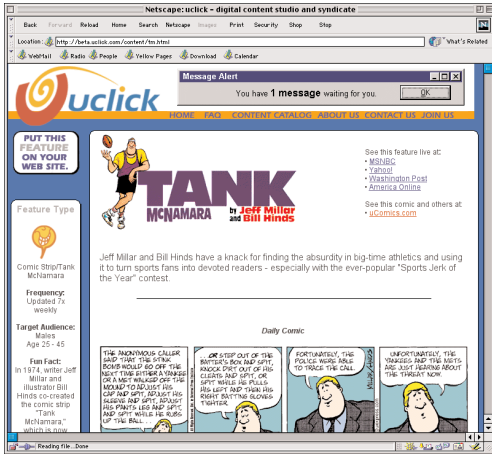 Netscape:uclick - digital content studio and syndicate
Back Forward Reload Home Search Netscape Images Print Security Shop Stop
Location: http://beta.uclick.com/content/tm.html What's Related
WebMail Radio People Yellow Pages Download Calendar
uclick
Message Alert
You have 1 message waiting for you.
OK
HOME FAQ CONTENT CATALOG ABOUT US CONTACT US JOIN US
PUT THIS
FEATURE
ON YOUR
WEB SITE.
Feature Type
Comic Strip/Tank
McNamara
Frequency:
Updated 7x
weekly
Target Audience:
Males
Age 25 - 45
Fun Fact:
In 1974, writer Jeff
Millar and
illustrator Bill
Hinds co-created
the comic strip
"Tank
McNamara,"
which is now
TANK
MCNAMARA
by Jeff Millar
and Bill Hinds
See this feature live at:
• MSNBC
• Yahoo!
• Washington Post
• America Online
See this comic and others at:
• uComics.com
Jeff Millar and Bill Hinds have a knack for finding the absurdity in big-time athletics and using
it to turn sports fans into devoted readers - especially with the ever-popular "Sports Jerk of
the Year" contest.
Daily Comic
THE ANONYMOUS CALLER
SAID THAT THE STINK
BOMB WOULD GO OFF THE
NEXT TIME EITHER A YANKEE
OR A MET WALKED OFF THE
MOUND TO ADJUST HIS
CAP AND SPIT, ADJUST HIS
SLEEVE AND SPIT, ADJUST
HIS PANTS LEG AND SPIT,
AND SPIT WHILE HE RUBS
UP THE BALL...
...OR STEP OUT OF THE
BATTER'S BOX AND SPIT,
KNOCK DIRT OUT OF HIS
CLEATS AND SPIT, OR
SPIT WHILE HE PULLS
HIS LEFT AND THEN HIS
RIGHT BATTING GLOVES
TIGHTER.
FORTUNATELY, THE
POLICE WERE ABLE
TO TRACE THE CALL.
UNFORTUNATELY, THE
YANKEES AND THE METS
ARE JUST HEARING ABOUT
THE THREAT NOW.
Reading file...Done